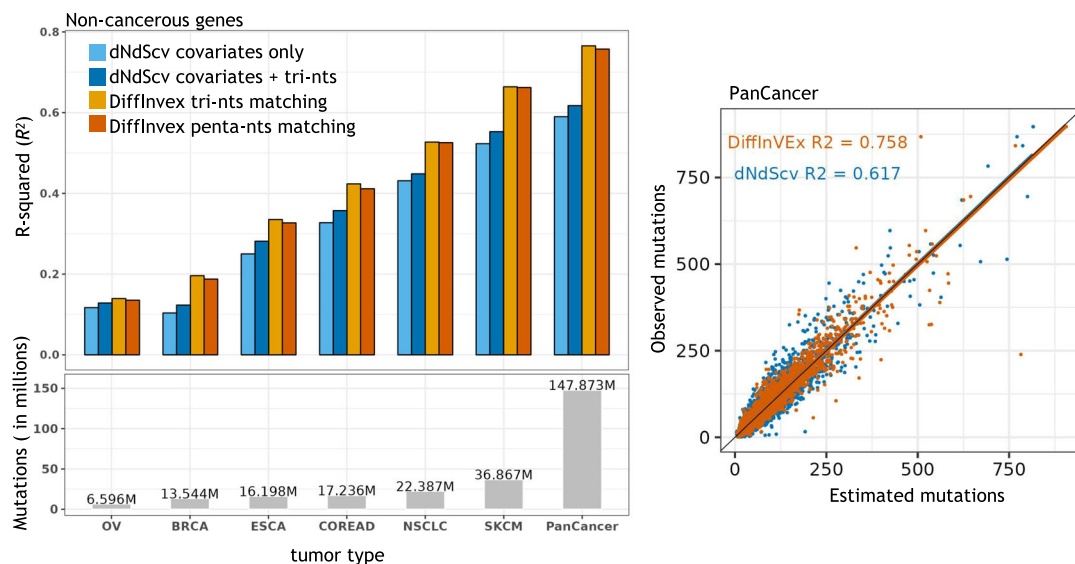 Non-cancerous genes
dNdScv covariates only
dNdScv covariates + tri-nts
DiffInvex tri-nts matching
DiffInvex penta-nts matching
R-squared (R²)
0.8
0.6
0.4
0.2
0.0
Mutations ( in millions)
150
100
50
0
6.596M
13.544M
16.198M
17.236M
22.387M
36.867M
147.873M
OV
BRCA
ESCA
COREAD
NSCLC
SKCM
PanCancer
tumor type
PanCancer
DiffInVEx R2 = 0.758
dNdScv R2 = 0.617
Observed mutations
750
500
250
0
0
250
500
750
Estimated mutations